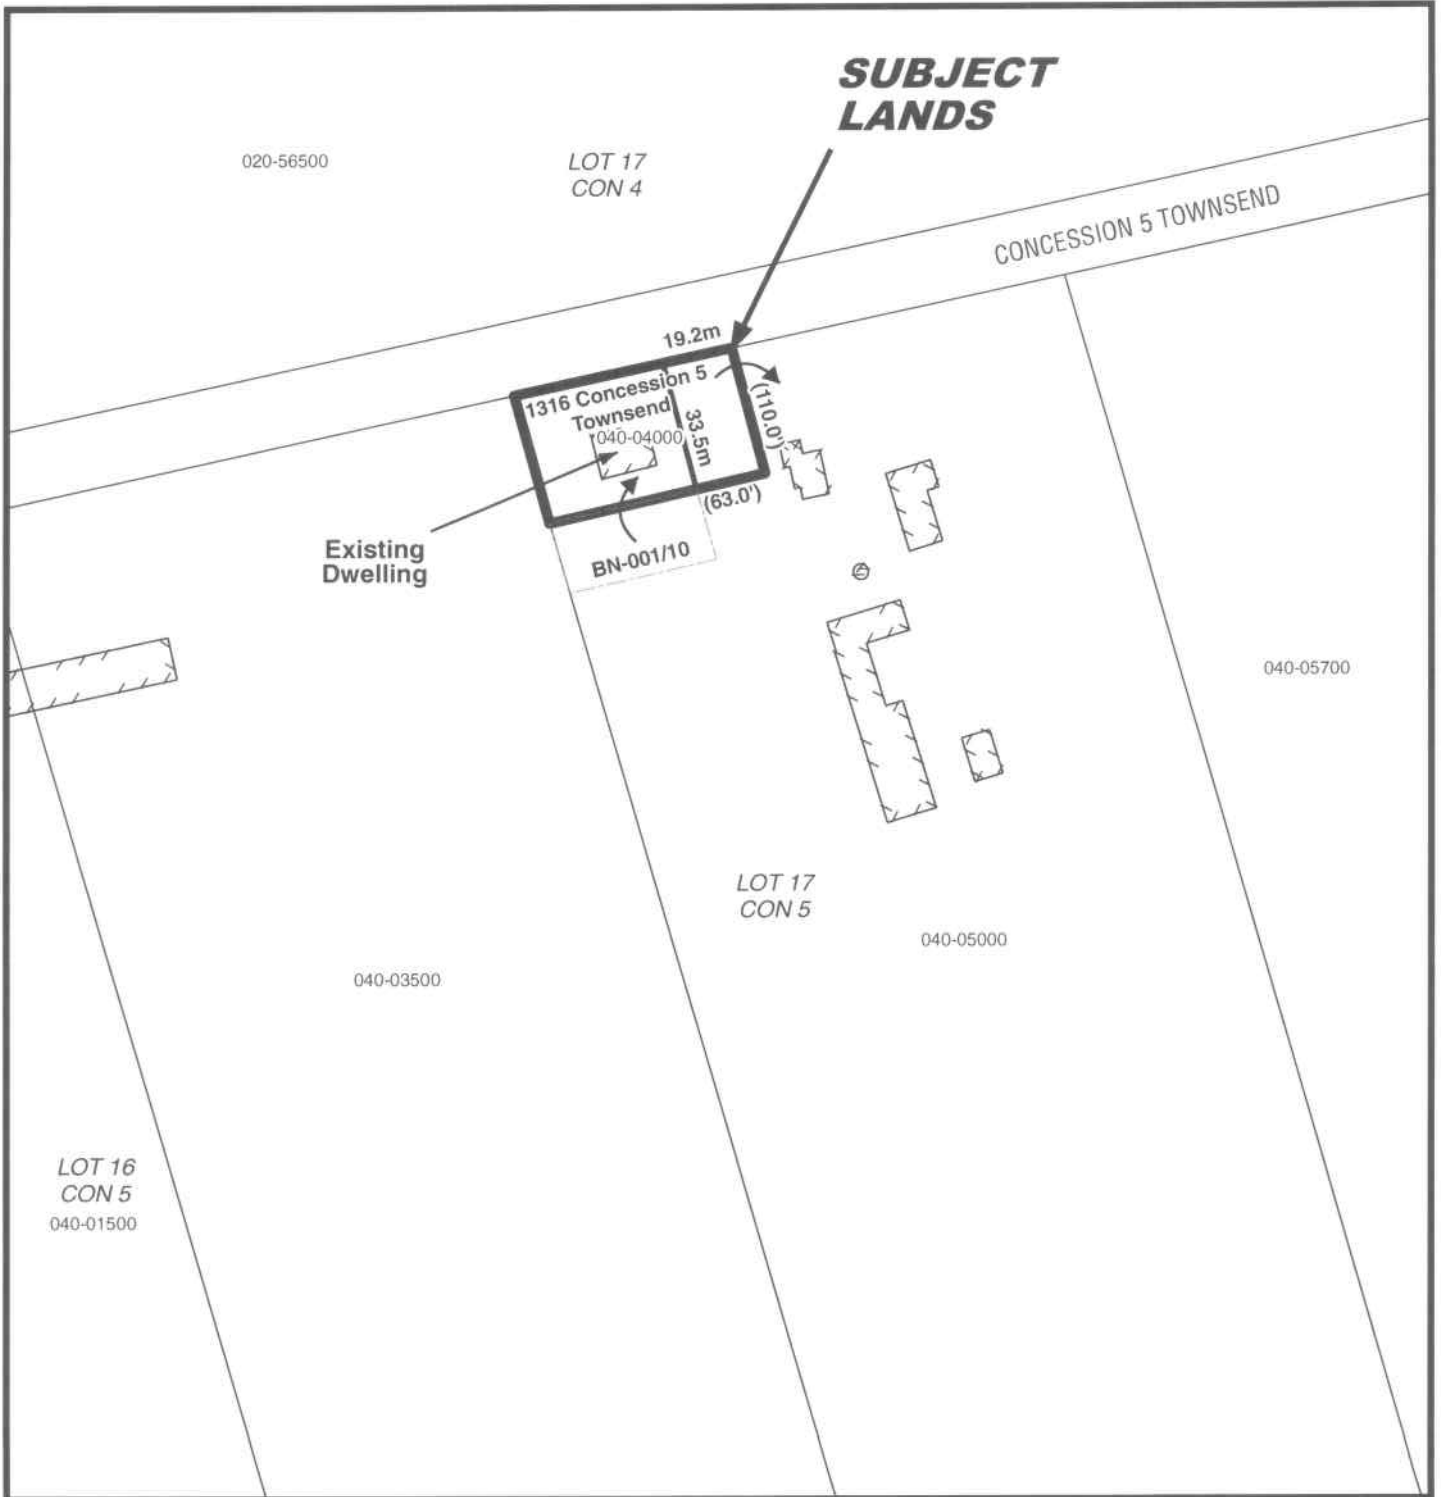 SUBJECT
LANDS
020-56500
LOT 17
CON 4
CONCESSION 5 TOWNSEND
19.2m
1316 Concession 5
Townsend
040-04000
33.5m
(110.0')
(63.0')
Existing
Dwelling
BN-001/10
040-05700
LOT 17
CON 5
040-05000
040-03500
LOT 16
CON 5
040-01500